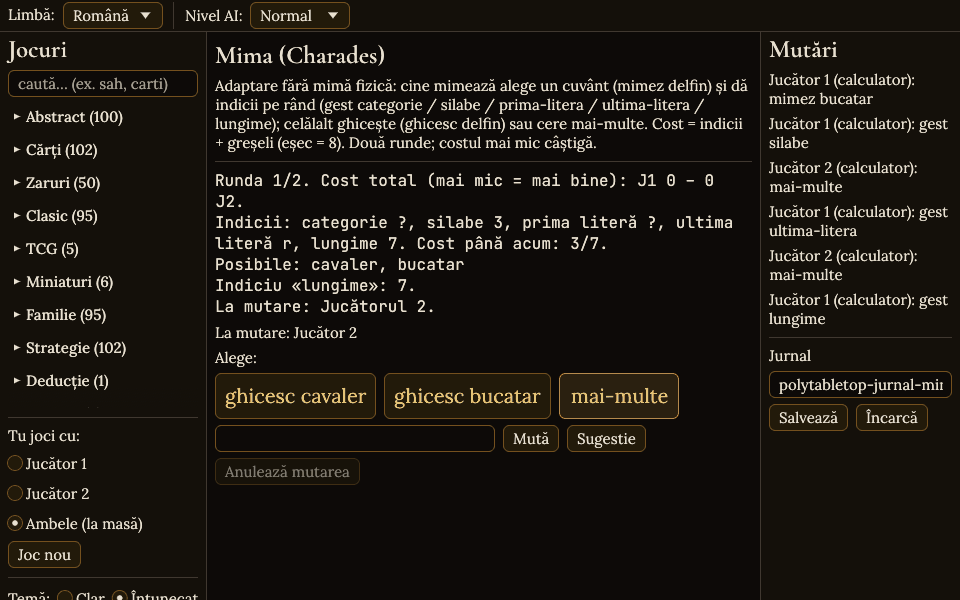 Limbă: Română ▼ Nivel AI: Normal ▼
Jocuri
caută... (ex. sah, carti)
▸ Abstract (100)
▸ Cărți (102)
▸ Zaruri (50)
▸ Clasic (95)
▸ TCG (5)
▸ Miniaturi (6)
▸ Familie (95)
▸ Strategie (102)
▸ Deducție (1)
Tu joci cu:
Jucător 1
Jucător 2
Ambele (la masă)
Joc nou
Temă: Clar Întunecat
Mima (Charades)
Adaptare fără mimă fizică: cine mimează alege un cuvânt (mimez delfin) și dă
indicii pe rând (gest categorie / silabe / prima-litera / ultima-litera /
lungime); celălalt ghicește (ghicesc delfin) sau cere mai-multe. Cost = indicii
+ greșeli (eșec = 8). Două runde; costul mai mic câștigă.
Runda 1/2. Cost total (mai mic = mai bine): J1 0 – 0
J2.
Indicii: categorie ?, silabe 3, prima literă ?, ultima
literă r, lungime 7. Cost până acum: 3/7.
Posibile: cavaler, bucatar
Indiciu «lungime»: 7.
La mutare: Jucătorul 2.
La mutare: Jucător 2
Alege:
ghicesc cavaler ghicesc bucatar mai-multe
Mută Sugestie
Anulează mutarea
Mutări
Jucător 1 (calculator):
mimez bucatar
Jucător 1 (calculator): gest
silabe
Jucător 2 (calculator):
mai-multe
Jucător 1 (calculator): gest
ultima-litera
Jucător 2 (calculator):
mai-multe
Jucător 1 (calculator): gest
lungime
Jurnal
polytabletop-jurnal-mi
Salvează Încarcă